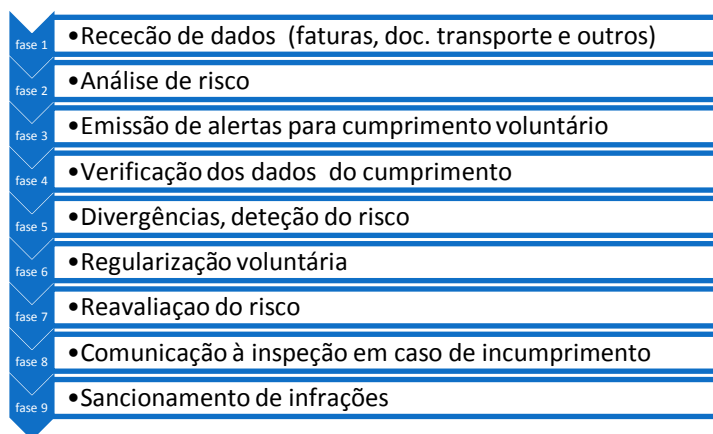 fase 1
•Rececão de dados (faturas, doc. transporte e outros)
fase 2
•Análise de risco
fase 3
•Emissão de alertas para cumprimento voluntário
fase 4
•Verificação dos dados do cumprimento
fase 5
•Divergências, deteção do risco
fase 6
•Regularização voluntária
fase 7
•Reavaliaçao do risco
fase 8
•Comunicação à inspeção em caso de incumprimento
fase 9
•Sancionamento de infrações